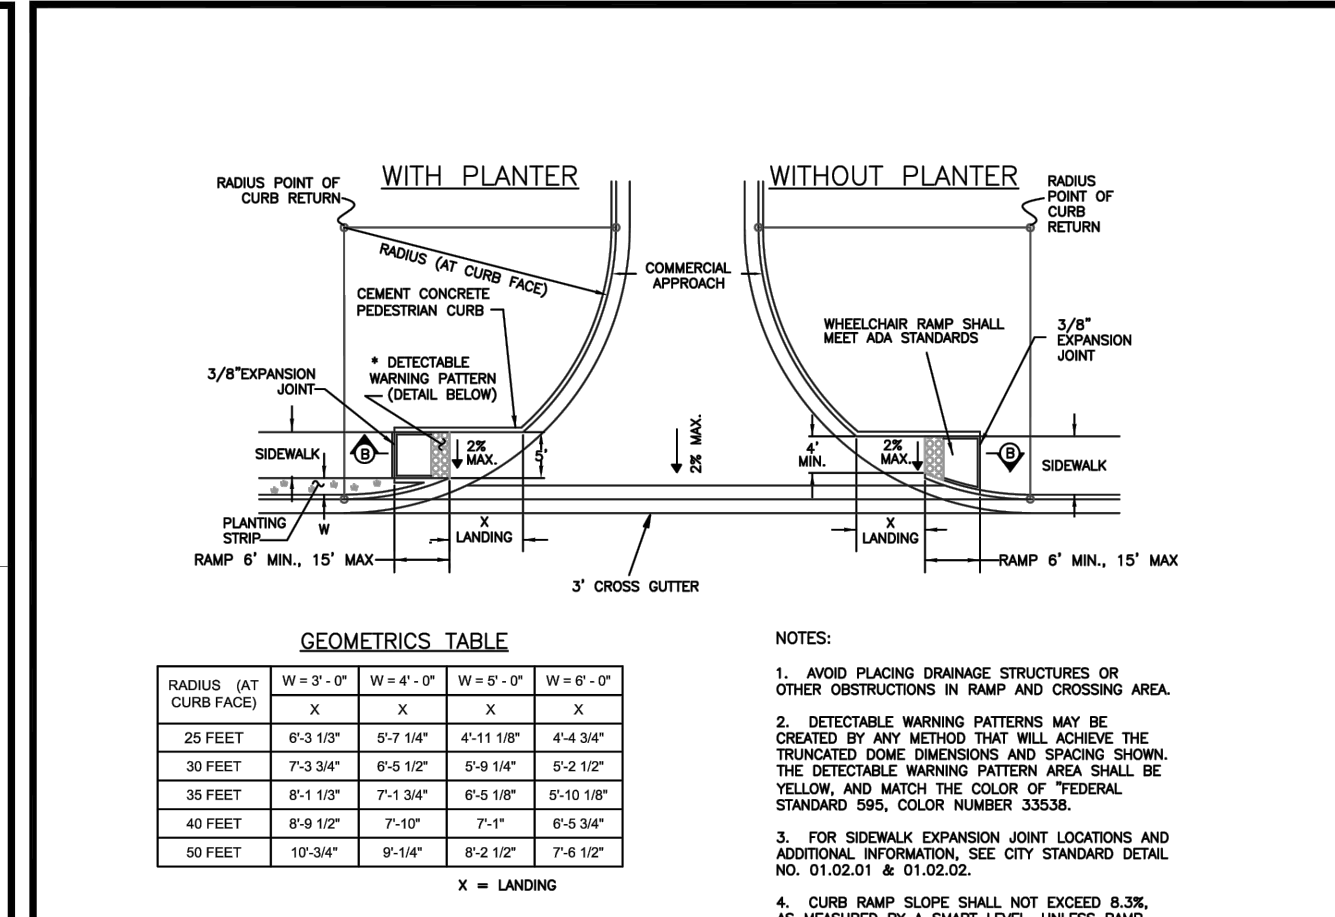 WITH PLANTER
WITHOUT PLANTER
RADIUS POINT OF
CURB RETURN
RADIUS
POINT OF
CURB
RETURN
RADIUS (AT CURB FACE)
COMMERCIAL
APPROACH
CEMENT CONCRETE
PEDESTRIAN CURB
WHEELCHAIR RAMP SHALL
MEET ADA STANDARDS
3/8"
EXPANSION
JOINT
* DETECTABLE
WARNING PATTERN
(DETAIL BELOW)
3/8"EXPANSION
JOINT
SIDEWALK
B
2%
MAX.
5'
2% MAX.
4'
MIN.
2%
MAX.
B
SIDEWALK
PLANTING
STRIP
W
X
LANDING
X
LANDING
RAMP 6' MIN., 15' MAX
RAMP 6' MIN., 15' MAX
3' CROSS GUTTER
GEOMETRICS TABLE
RADIUS (AT
CURB FACE)
W = 3' - 0" W = 4' - 0" W = 5' - 0" W = 6' - 0"
X X X X
25 FEET 6'-3 1/3" 5'-7 1/4" 4'-11 1/8" 4'-4 3/4"
30 FEET 7'-3 3/4" 6'-5 1/2" 5'-9 1/4" 5'-2 1/2"
35 FEET 8'-1 1/3" 7'-1 3/4" 6'-5 1/8" 5'-10 1/8"
40 FEET 8'-9 1/2" 7'-10" 7'-1" 6'-5 3/4"
50 FEET 10'-3/4" 9'-1/4" 8'-2 1/2" 7'-6 1/2"
X = LANDING
NOTES:
1. AVOID PLACING DRAINAGE STRUCTURES OR
OTHER OBSTRUCTIONS IN RAMP AND CROSSING AREA.
2. DETECTABLE WARNING PATTERNS MAY BE
CREATED BY ANY METHOD THAT WILL ACHIEVE THE
TRUNCATED DOME DIMENSIONS AND SPACING SHOWN.
THE DETECTABLE WARNING PATTERN AREA SHALL BE
YELLOW, AND MATCH THE COLOR OF "FEDERAL
STANDARD 595, COLOR NUMBER 33538.
3. FOR SIDEWALK EXPANSION JOINT LOCATIONS AND
ADDITIONAL INFORMATION, SEE CITY STANDARD DETAIL
NO. 01.02.01 & 01.02.02.
4. CURB RAMP SLOPE SHALL NOT EXCEED 8.3%,
AS MEASURED BY A SMART LEVEL, UNLESS RAMP